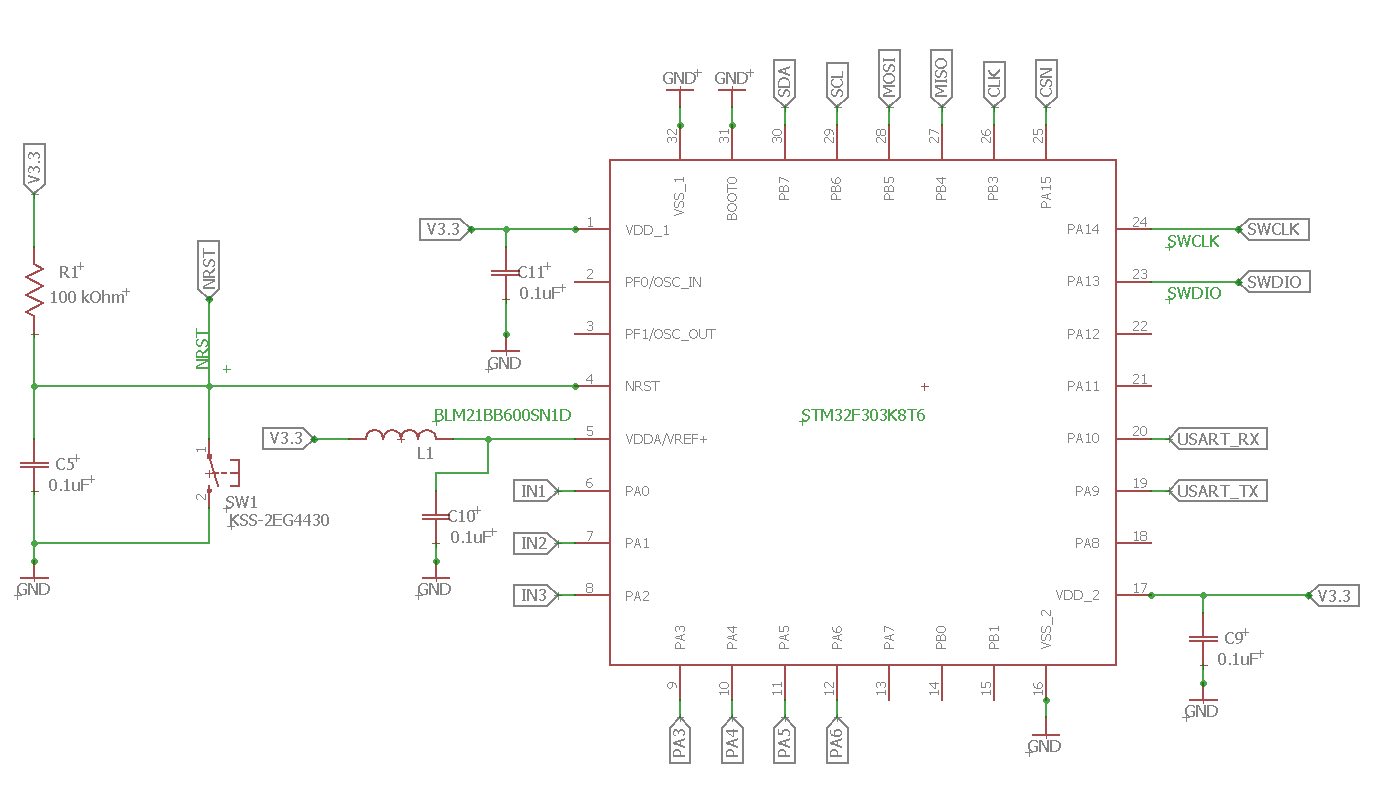 GND
GND
SDA
SCL
MOSI
MISO
CLK
CSN
32
31
30
29
28
27
26
25
VSS_1
BOOT0
PB7
PB6
PB5
PB4
PB3
PA15
V3.3
R1
100 kOhm
NRST
NRST
C5
0.1uF
GND
1
2
SW1
KSS-2EG4430
V3.3
C11
0.1uF
GND
BLM21BB600SN1D
V3.3
L1
C10
0.1uF
GND
IN1
IN2
IN3
1
VDD_1
2
PF0/OSC_IN
3
PF1/OSC_OUT
4
NRST
5
VDDA/VREF+
6
PA0
7
PA1
8
PA2
STM32F303K8T6
PA14
24
SWCLK
SWCLK
PA13
23
SWDIO
SWDIO
PA12
22
PA11
21
PA10
20
USART_RX
PA9
19
USART_TX
PA8
18
VDD_2
17
V3.3
C9
0.1uF
GND
PA3
PA4
PA5
PA6
PA7
PB0
PB1
VSS_2
9
10
11
12
13
14
15
16
PA3
PA4
PA5
PA6
GND